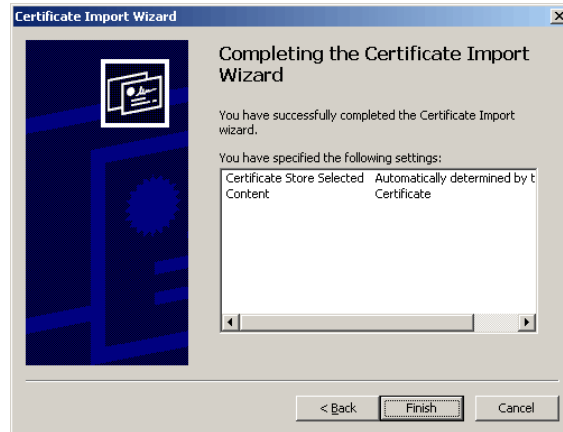 Certificate Import Wizard
Completing the Certificate Import
Wizard
You have successfully completed the Certificate Import
wizard.
You have specified the following settings:
Certificate Store Selected Automatically determined by t
Content Certificate
< Back Finish Cancel